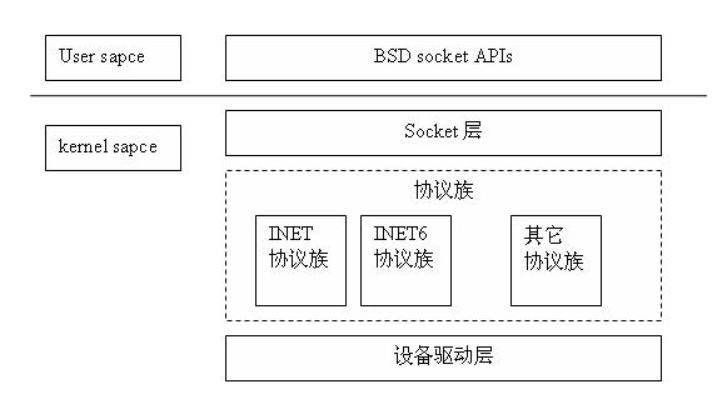 User sapce
BSD socket APIs
kernel sapce
Socket 层
协议族
INET
协议族
INET6
协议族
其它
协议族
设备驱动层